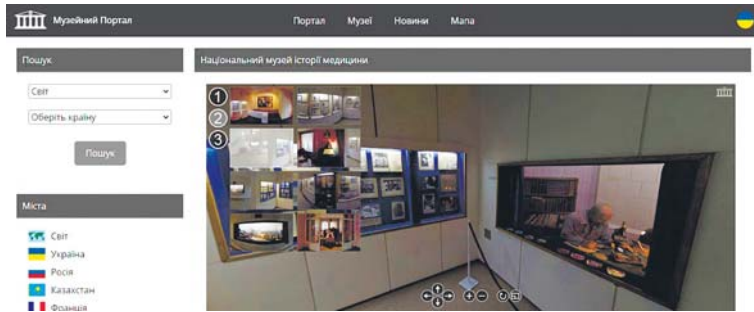 Музейний Портал
Портал Музеї Новини Мапа
Пошук
Світ
Оберіть країну
Пошук
Міста
Світ
Україна
Росія
Казахстан
Франція
Національний музей історії медицини
1
2
3